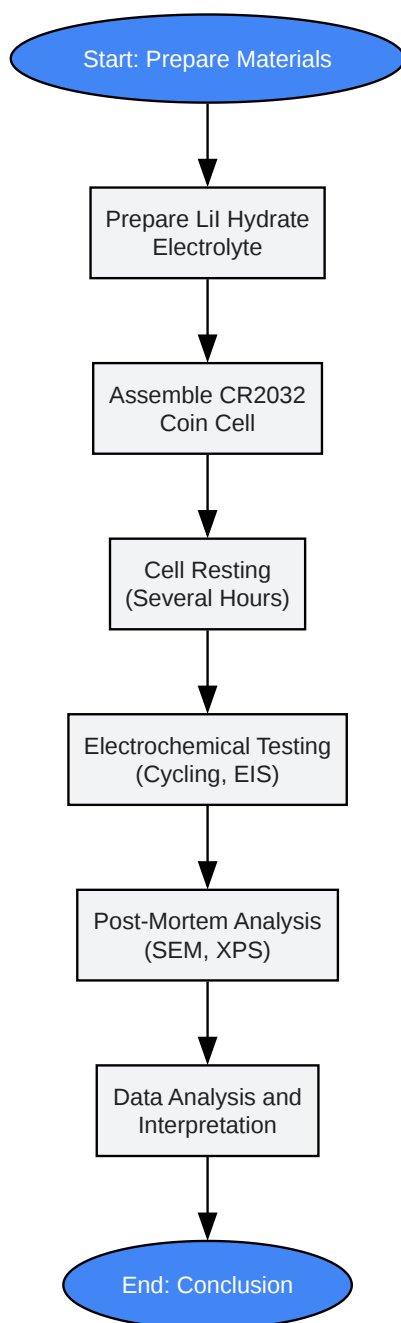 Start: Prepare Materials
Prepare LiI Hydrate
Electrolyte
Assemble CR2032
Coin Cell
Cell Resting
(Several Hours)
Electrochemical Testing
(Cycling, EIS)
Post-Mortem Analysis
(SEM, XPS)
Data Analysis and
Interpretation
End: Conclusion